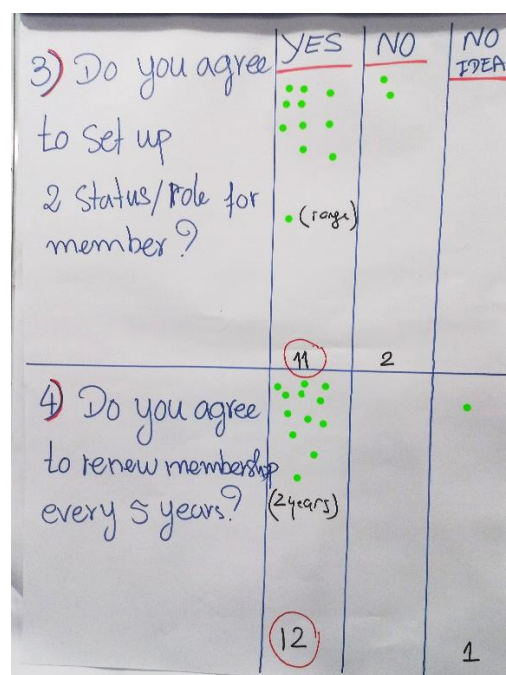 YES NO NO IDEA
3) Do you agree
to set up
2 status/role for
member?
(range)
11 2
4) Do you agree
to renew membership
every 5 years?
(2 years)
12 1